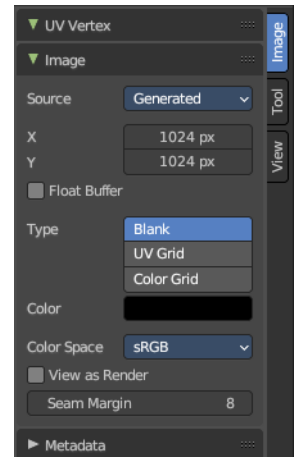 UV Vertex
Image
Source Generated
X 1024 px
Y 1024 px
Float Buffer
Type Blank
UV Grid
Color Grid
Color
Color Space sRGB
View as Render
Seam Margin 8
Metadata
Image
Tool
View